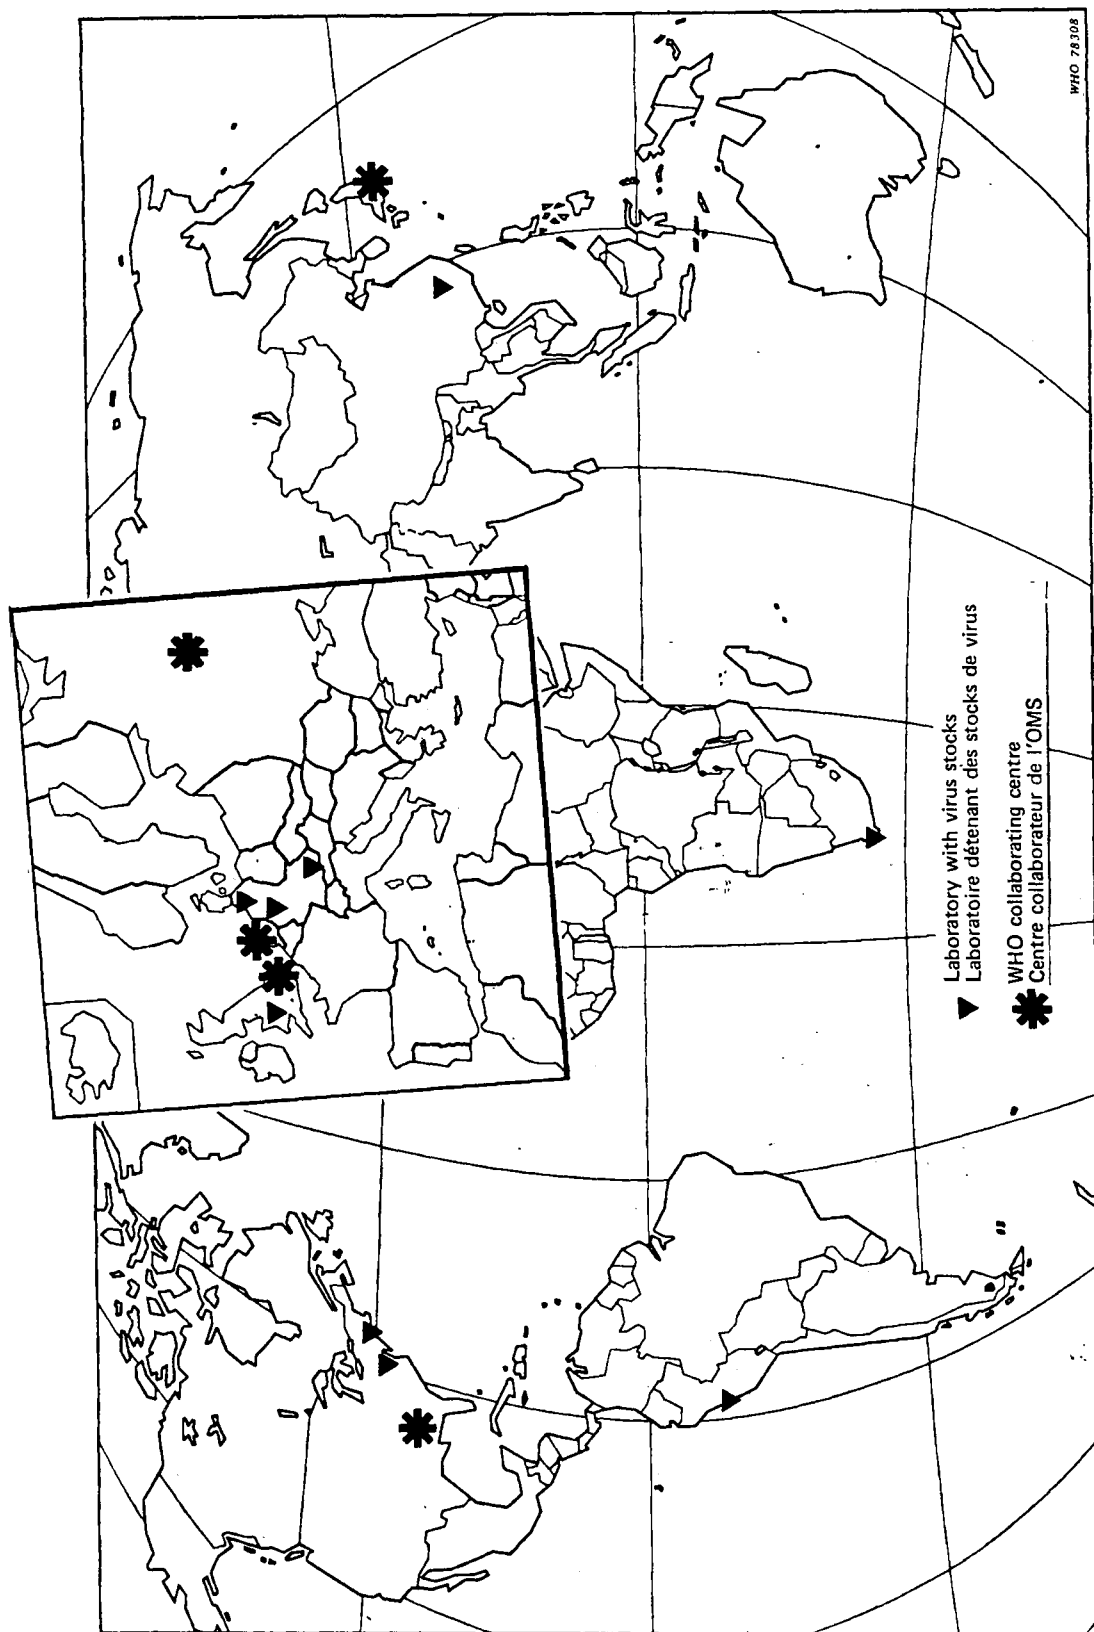 Laboratory with virus stocks
Laboratoire détenant des stocks de virus
WHO collaborating centre
Centre collaborateur de l'OMS
WHO 78308